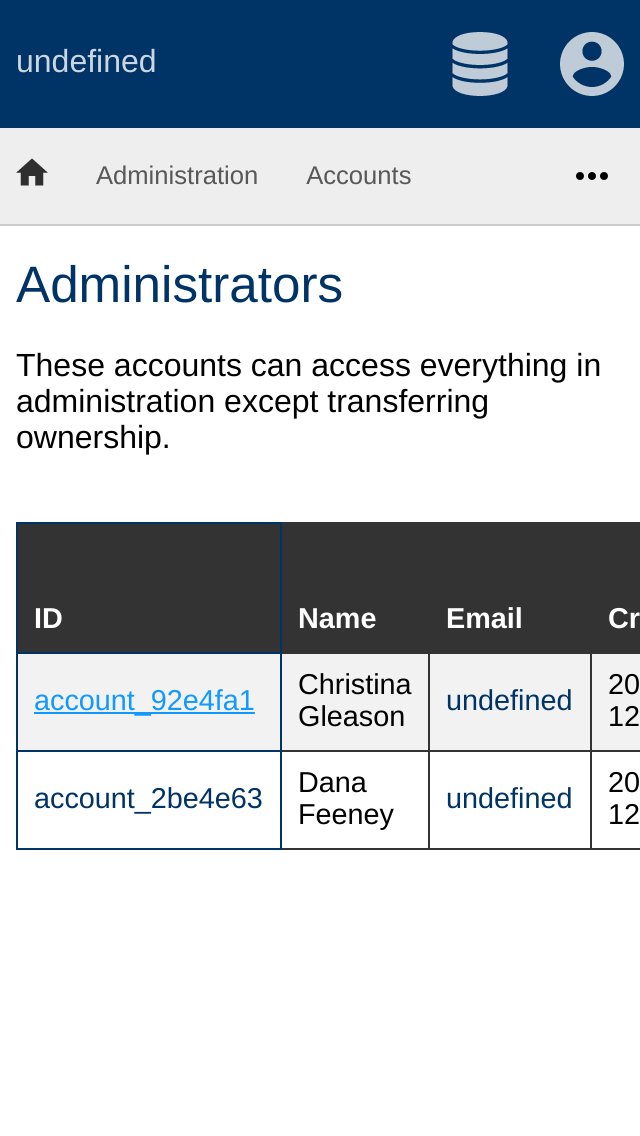 undefined
Administration Accounts
Administrators
These accounts can access everything in
administration except transferring
ownership.
ID Name Email Cr
account_92e4fa1 Christina Gleason undefined 20 12
account_2be4e63 Dana Feeney undefined 20 12